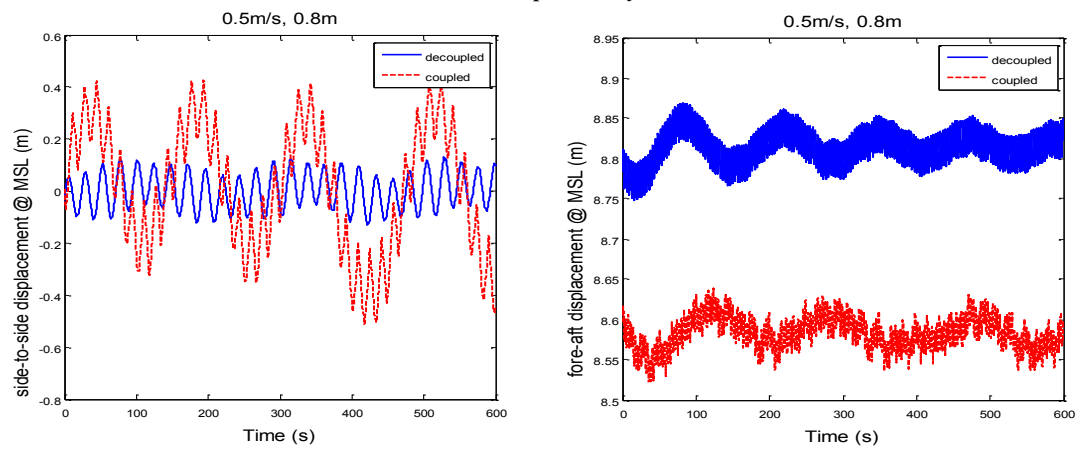 0.5m/s, 0.8m
side-to-side displacement @ MSL (m)
0.6
0.4
0.2
0
-0.2
-0.4
-0.6
-0.8
decoupled
coupled
0 100 200 300 400 500 600
Time (s)
0.5m/s, 0.8m
fore-aft displacement @ MSL (m)
8.95
8.9
8.85
8.8
8.75
8.7
8.65
8.6
8.55
8.5
decoupled
coupled
0 100 200 300 400 500 600
Time (s)